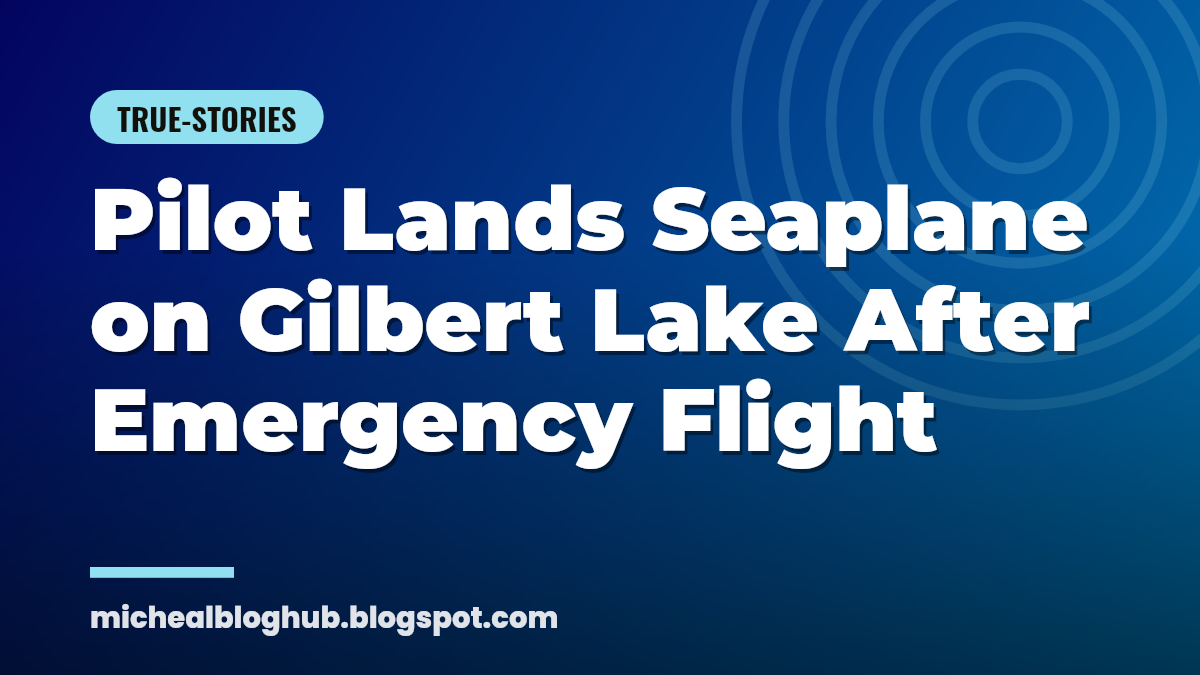 TRUE-STORIES
Pilot Lands Seaplane
on Gilbert Lake After
Emergency Flight
michealbloghub.blogspot.com